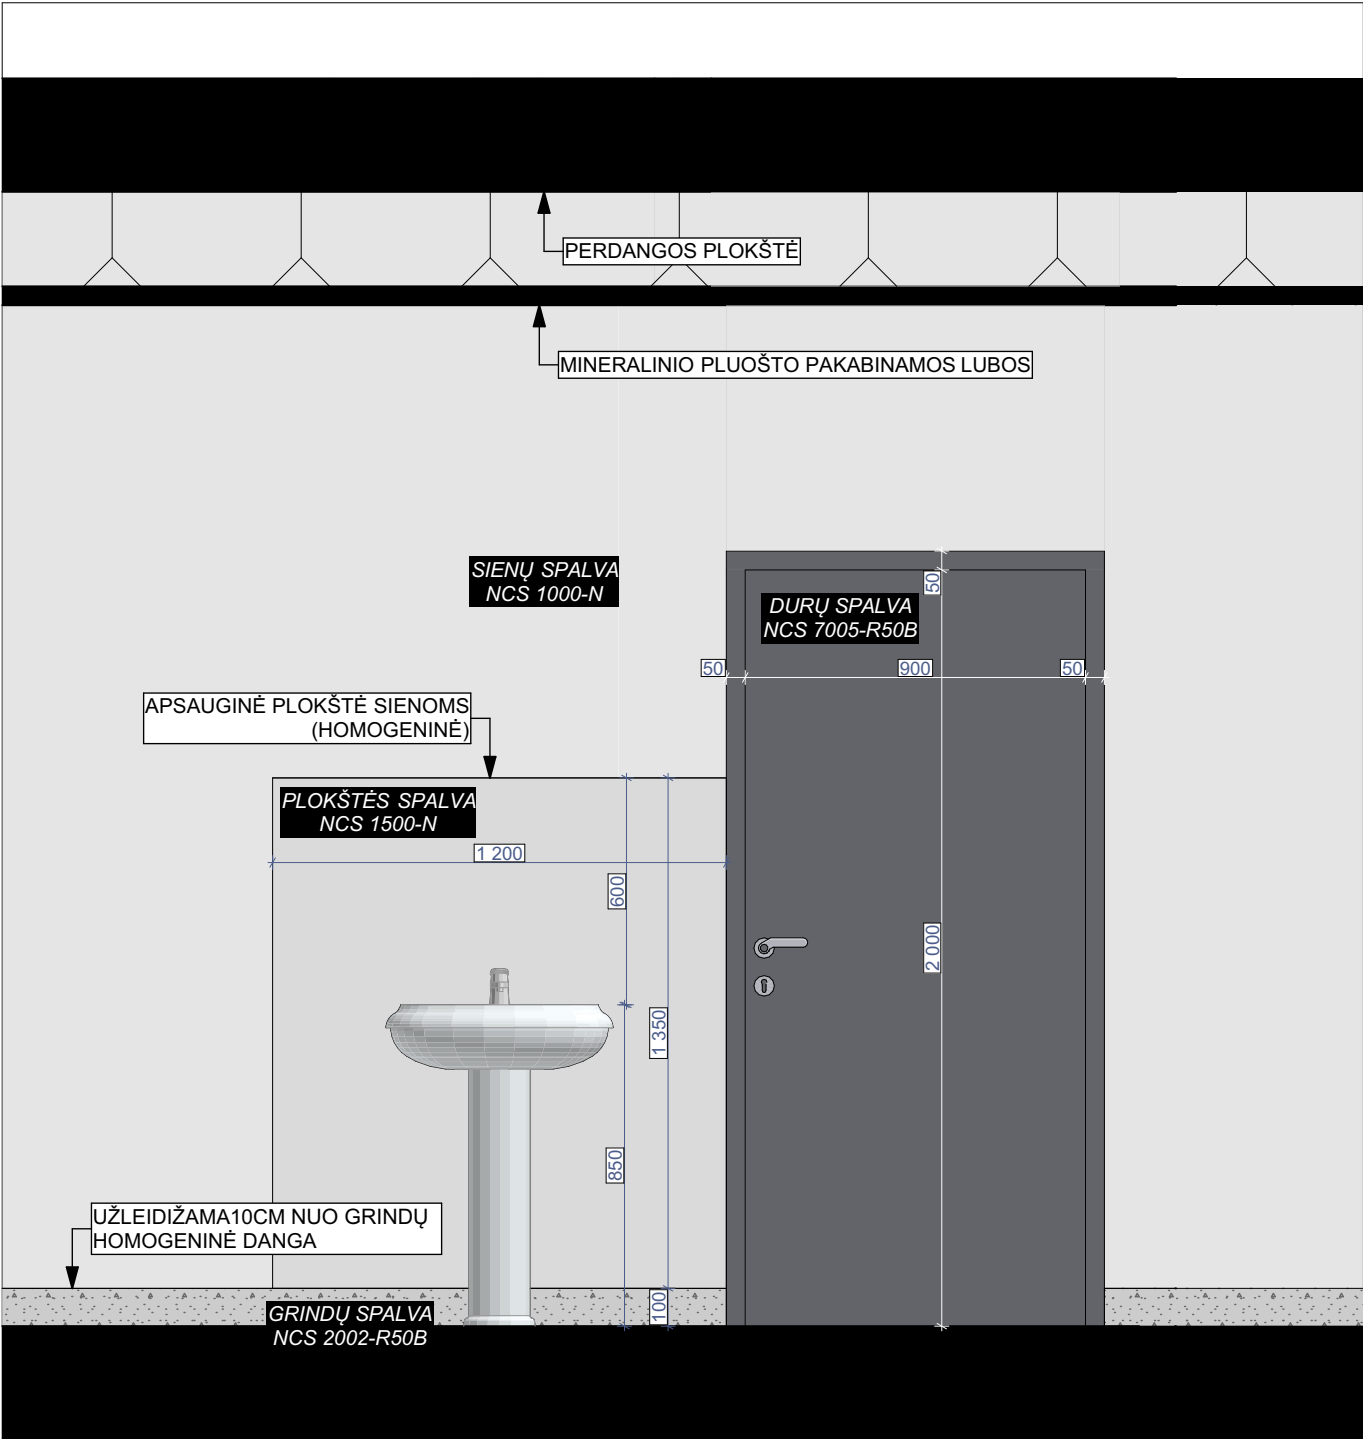 PERDANGOS PLOKŠTĖ
MINERALINIO PLUOŠTO PAKABINAMOS LUBOS
SIENŲ SPALVA
NCS 1000-N
50
DURŲ SPALVA
NCS 7005-R50B
50
900
50
APSAUGINĖ PLOKŠTĖ SIENOMS
(HOMOGENINĖ)
PLOKŠTĖS SPALVA
NCS 1500-N
1 200
600
2 000
1 350
850
UŽLEIDIŽAMA10CM NUO GRINDŲ
HOMOGENINĖ DANGA
100
GRINDŲ SPALVA
NCS 2002-R50B